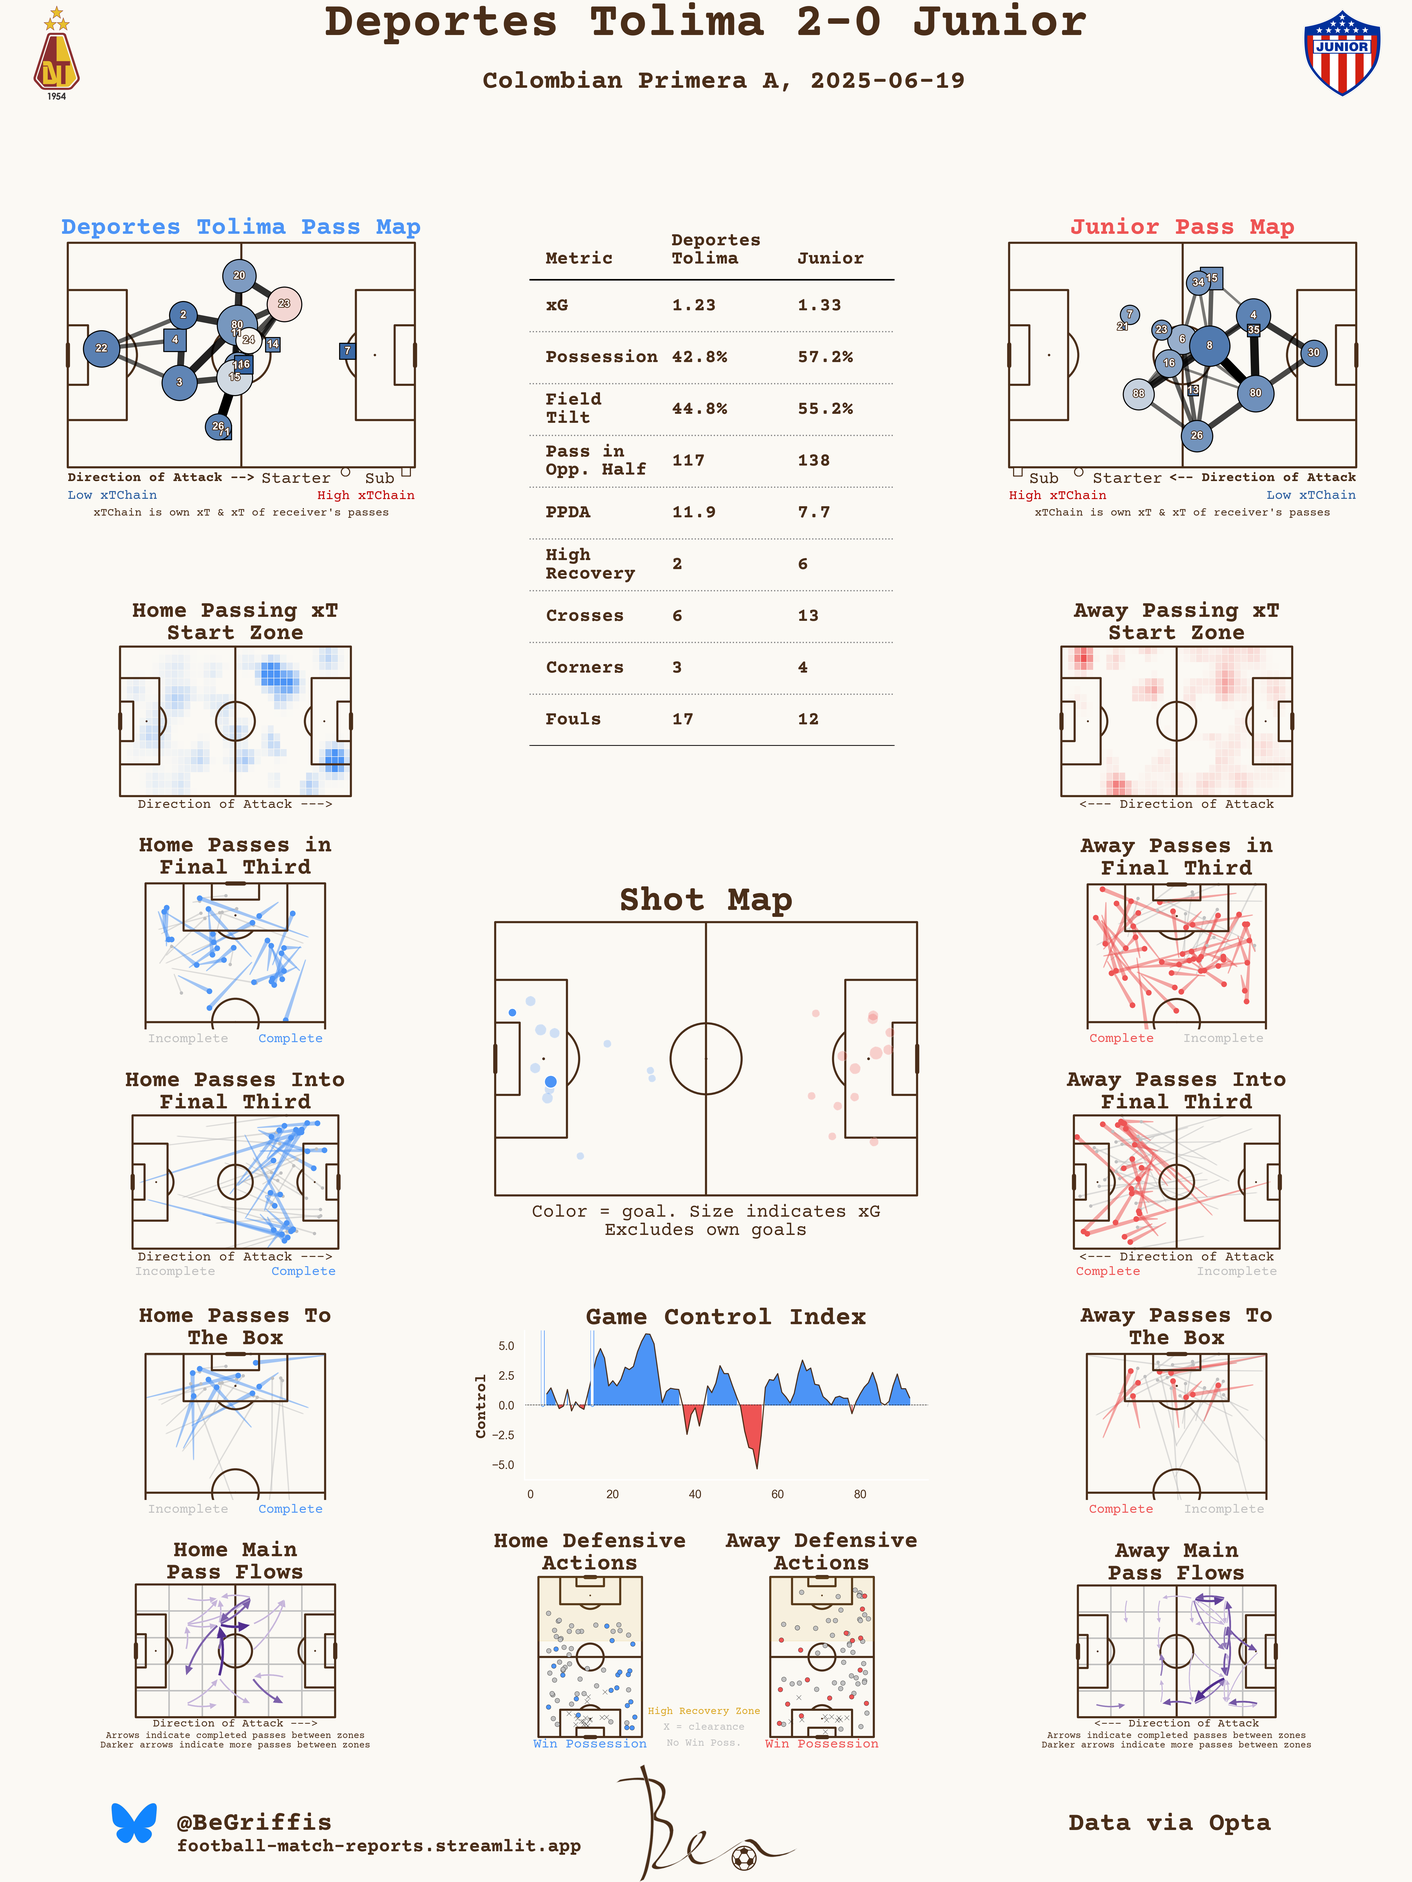 Deportes Tolima 2-0 Junior
Colombian Primera A, 2025-06-19
1954
JUNIOR
Deportes Tolima Pass Map
20
23
2
80
11
24
4
14
7
22
16
15
3
26
71
Direction of Attack --> Starter Sub
Low xTChain High xTChain
xTChain is own xT & xT of receiver's passes
Metric Deportes Tolima Junior
xG 1.23 1.33
Possession 42.8% 57.2%
Field Tilt 44.8% 55.2%
Pass in Opp. Half 117 138
PPDA 11.9 7.7
High Recovery 2 6
Crosses 6 13
Corners 3 4
Fouls 17 12
Junior Pass Map
34
15
7
21
23
4
35
6
8
30
16
13
88
80
26
Sub Starter <-- Direction of Attack
High xTChain Low xTChain
xTChain is own xT & xT of receiver's passes
Home Passing xT
Start Zone
Direction of Attack --->
Away Passing xT
Start Zone
<--- Direction of Attack
Home Passes in
Final Third
Incomplete Complete
Away Passes in
Final Third
Complete Incomplete
Shot Map
Color = goal. Size indicates xG
Excludes own goals
Home Passes Into
Final Third
Direction of Attack --->
Incomplete Complete
Away Passes Into
Final Third
<--- Direction of Attack
Complete Incomplete
Home Passes To
The Box
Incomplete Complete
Game Control Index
Control
5.0
2.5
0.0
−2.5
−5.0
0 20 40 60 80
Away Passes To
The Box
Complete Incomplete
Home Main
Pass Flows
Direction of Attack --->
Arrows indicate completed passes between zones
Darker arrows indicate more passes between zones
Home Defensive
Actions
Win Possession
High Recovery Zone
X = clearance
No Win Poss.
Away Defensive
Actions
Win Possession
Away Main
Pass Flows
<--- Direction of Attack
Arrows indicate completed passes between zones
Darker arrows indicate more passes between zones
@BeGriffis
football-match-reports.streamlit.app
Ben
Data via Opta